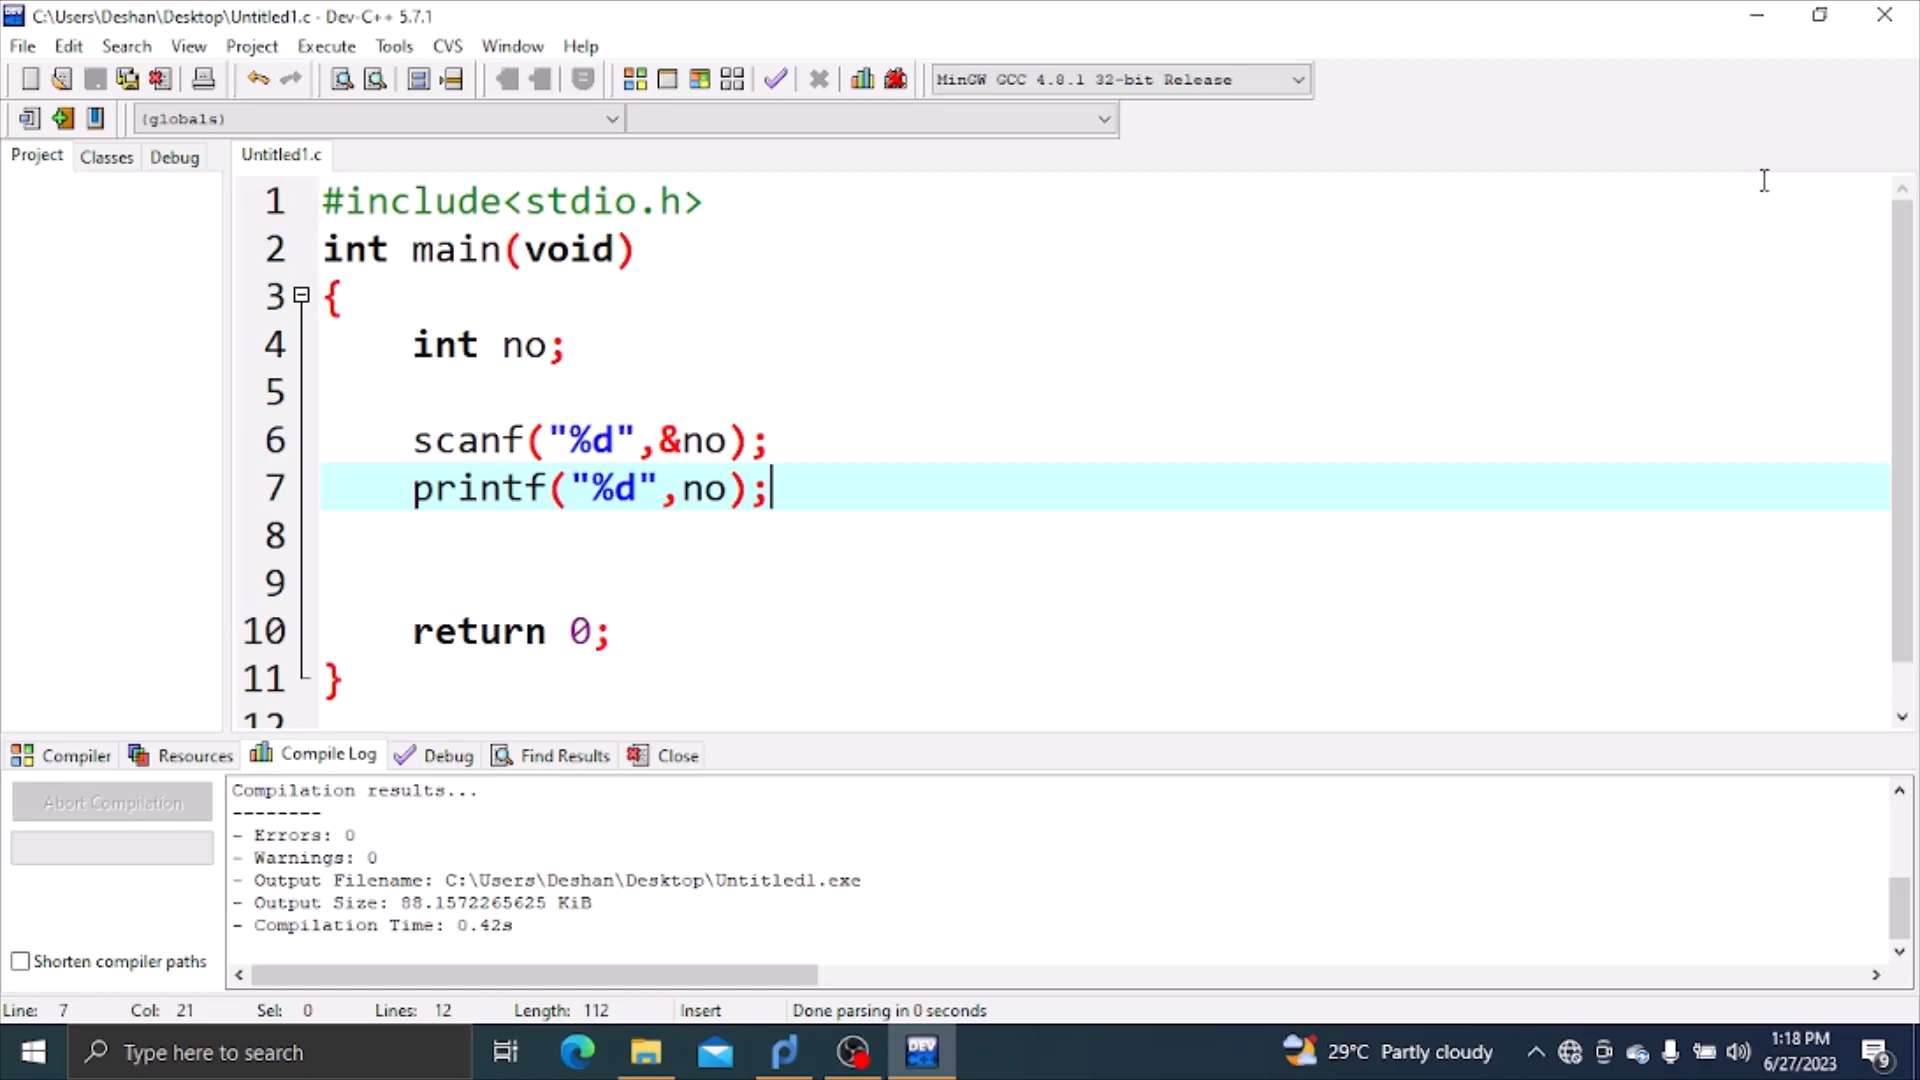 C:\Users\Deshan\Desktop\Untitled1.c - Dev-C++ 5.7.1
File Edit Search View Project Execute Tools CVS Window Help
MinGW GCC 4.8.1 32-bit Release
(globals)
Project Classes Debug Untitled1.c
1 #include<stdio.h>
2 int main(void)
3 {
4 int no;
5
6 scanf("%d",&no);
7 printf("%d",no);
8
9
10 return 0;
11 }
12
Compiler Resources Compile Log Debug Find Results Close
Abort Compilation
Compilation results...
--------
- Errors: 0
- Warnings: 0
- Output Filename: C:\Users\Deshan\Desktop\Untitled1.exe
- Output Size: 88.1572265625 KiB
- Compilation Time: 0.42s
Shorten compiler paths
Line: 7 Col: 21 Sel: 0 Lines: 12 Length: 112 Insert Done parsing in 0 seconds
Type here to search
DEV
29°C Partly cloudy
1:18 PM
6/27/2023
9